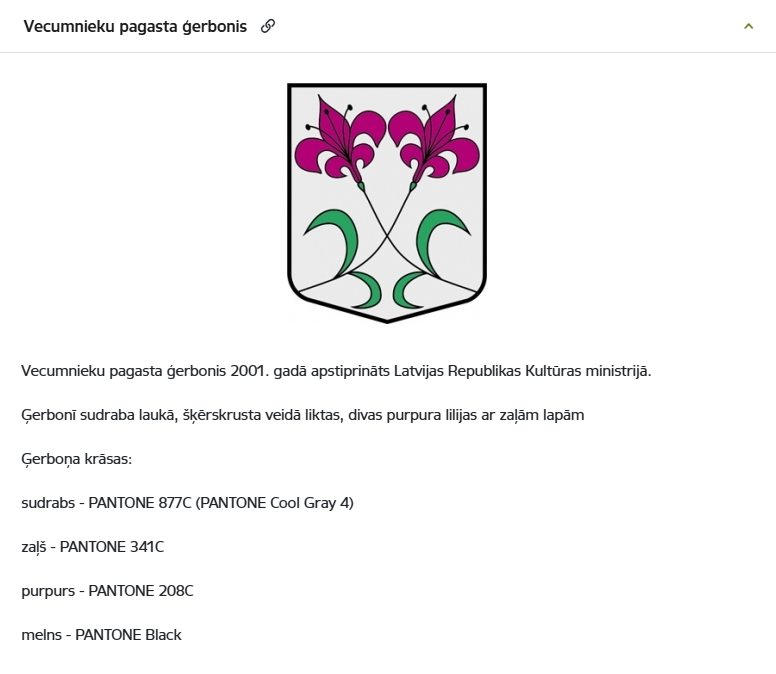 Vecumnieku pagasta ģerbonis
Vecumnieku pagasta ģerbonis 2001. gadā apstiprināts Latvijas Republikas Kultūras ministrijā.
Ģerbonī sudraba laukā, šķērskrusta veidā liktas, divas purpura lilijas ar zaļām lapām
Ģerboņa krāsas:
sudrabs - PANTONE 877C (PANTONE Cool Gray 4)
zaļš - PANTONE 341C
purpurs - PANTONE 208C
melns - PANTONE Black